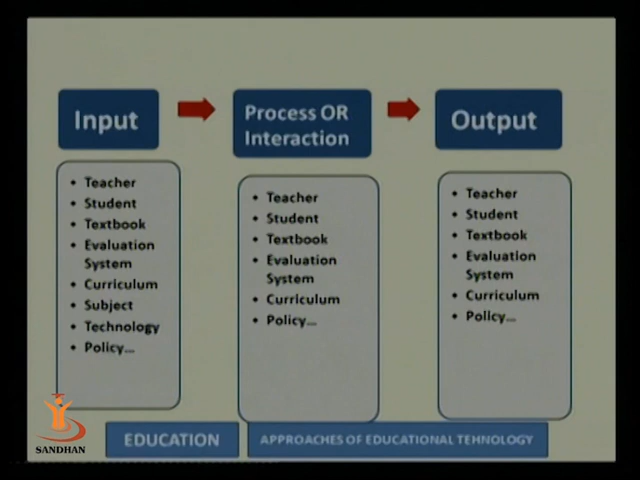 Input
Process OR
Interaction
Output
• Teacher
• Student
• Textbook
• Evaluation
System
• Curriculum
• Subject
• Technology
• Policy...
• Teacher
• Student
• Textbook
• Evaluation
System
• Curriculum
• Policy...
• Teacher
• Student
• Textbook
• Evaluation
System
• Curriculum
• Policy...
SANDHAN
EDUCATION
APPROACHES OF EDUCATIONAL TEHNOLOGY